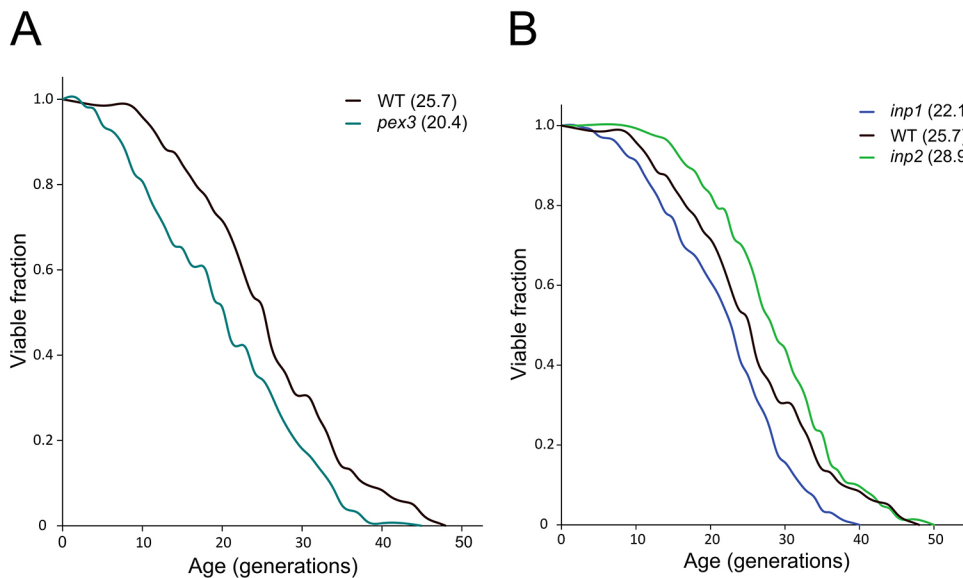 A
WT (25.7)
pex3 (20.4)
Viable fraction
1.0
0.8
0.6
0.4
0.2
0
0 10 20 30 40 50
Age (generations)
B
inp1 (22.1
WT (25.7)
inp2 (28.9
Viable fraction
1.0
0.8
0.6
0.4
0.2
0
0 10 20 30 40 50
Age (generations)